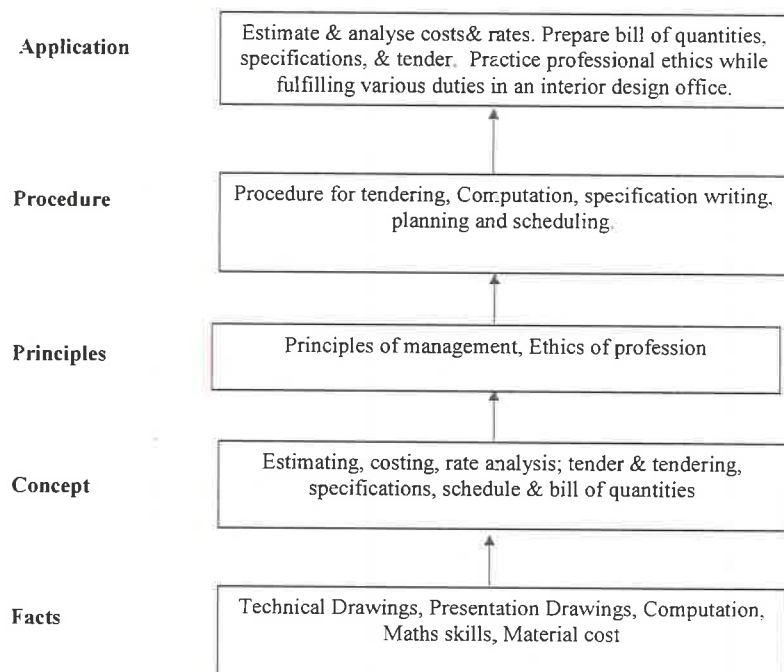 Application
Estimate & analyse costs& rates. Prepare bill of quantities,
specifications, & tender. Practice professional ethics while
fulfilling various duties in an interior design office.
Procedure
Procedure for tendering, Computation, specification writing,
planning and scheduling.
Principles
Principles of management, Ethics of profession
Concept
Estimating, costing, rate analysis; tender & tendering,
specifications, schedule & bill of quantities
Facts
Technical Drawings, Presentation Drawings, Computation,
Maths skills, Material cost